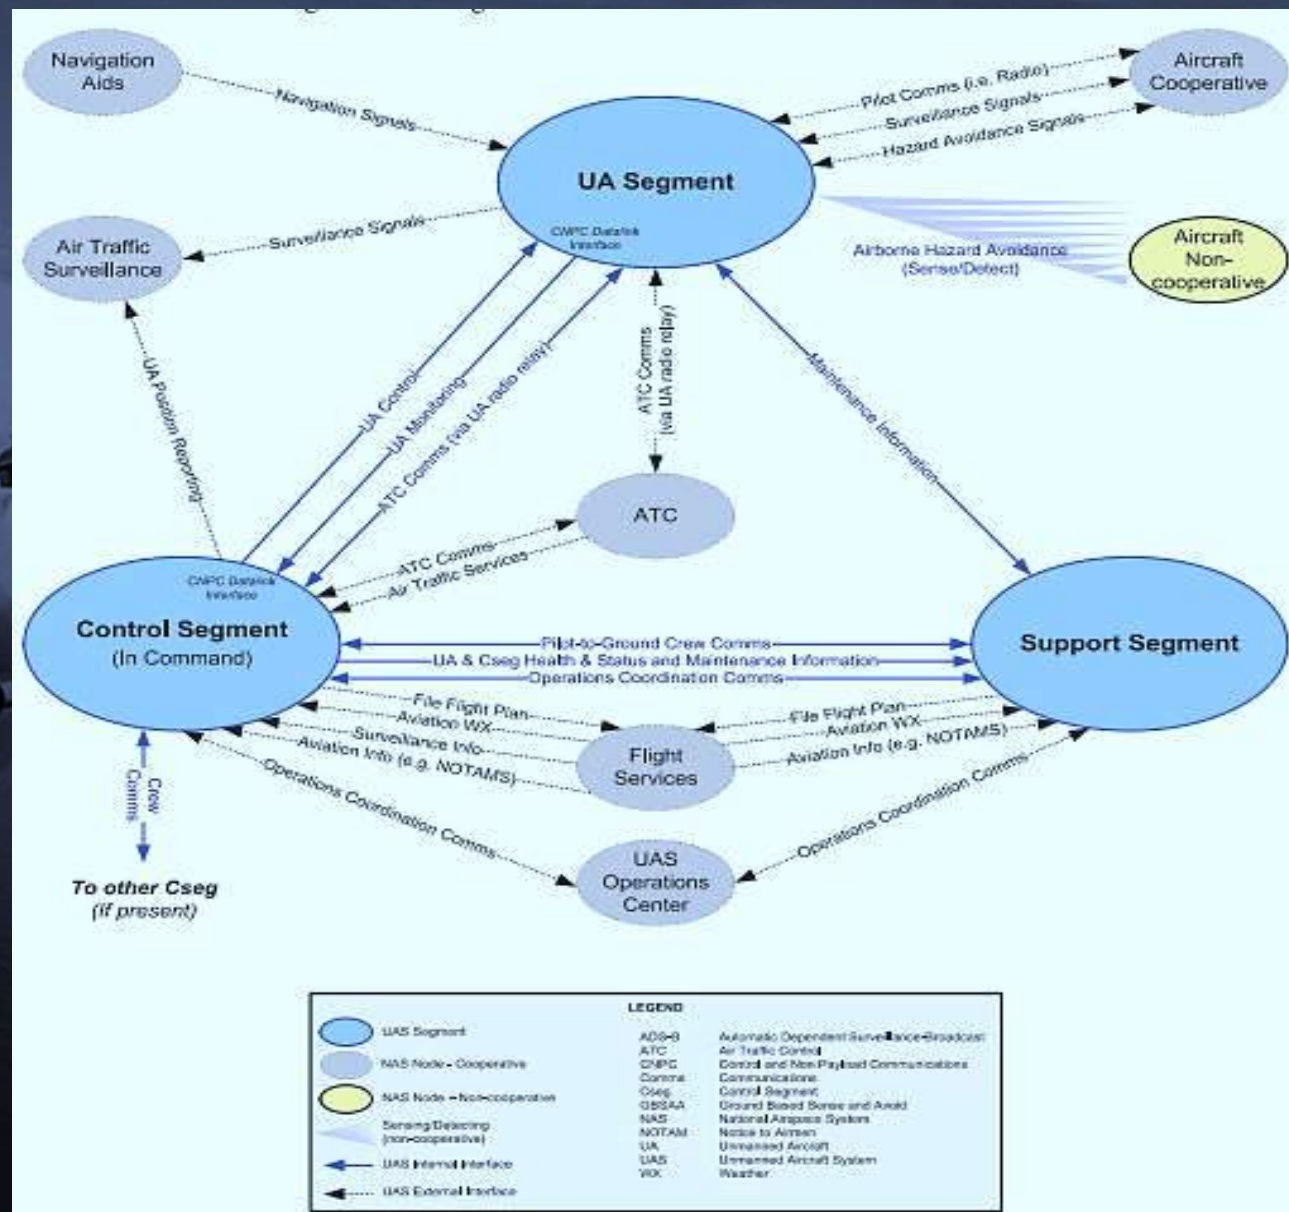 Navigation
Aids
Navigation Signals
Pilot Comms (i.e. Radio)
Surveillance Signals
Hazard Avoidance Signals
Aircraft
Cooperative
UA Segment
CNPC Datalink
Interface
Air Traffic
Surveillance
Surveillance Signals
Airborne Hazard Avoidance
(Sense/Detect)
Aircraft
Non-
cooperative
UA Position Reporting
UA Control
UA Monitoring
ATC Comms (via UA radio relay)
ATC Comms
(via UA radio relay)
Maintenance Information
ATC
ATC Comms
Air Traffic Services
CNPC Datalink
Interface
Control Segment
(In Command)
Pilot-to-Ground Crew Comms
UA & Cseg Health & Status and Maintenance Information
Operations Coordination Comms
Support Segment
File Flight Plan
Aviation WX
Surveillance Info
Aviation Info (e.g. NOTAMS)
Flight
Services
File Flight Plan
Aviation WX
Aviation Info (e.g. NOTAMS)
Crew
Comms
Operations Coordination Comms
Operations Coordination Comms
UAS
Operations
Center
To other Cseg
(if present)
LEGEND
UAS Segment
NAS Node - Cooperative
NAS Node - Non-cooperative
Sensing/Detecting
(non-cooperative)
UAS Internal Interface
UAS External Interface
ADS-B Automatic Dependent Surveillance-Broadcast
ATC Air Traffic Control
CNPC Control and Non-Payload Communications
Comms Communications
Cseg Control Segment
GBSAA Ground Based Sense and Avoid
NAS National Airspace System
NOTAM Notice to Airmen
UA Unmanned Aircraft
UAS Unmanned Aircraft System
WX Weather